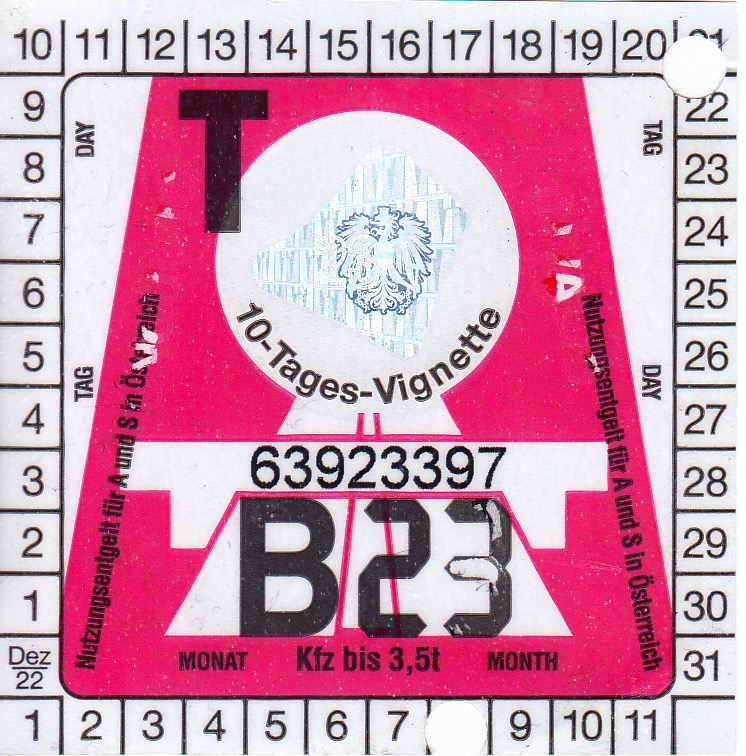 10 11 12 13 14 15 16 17 18 19 20 21
9 DAY TAG 22
8 23
7 24
6 25
5 TAG DAY 26
4 27
3 28
2 29
1 30
Dez 22 31
1 2 3 4 5 6 7 9 10 11
T
10-Tages-Vignette
Nutzungsentgelt für A und S in Österreich
Nutzungsentgelt für A und S in Österreich
63923397
B23
MONAT Kfz bis 3,5t MONTH